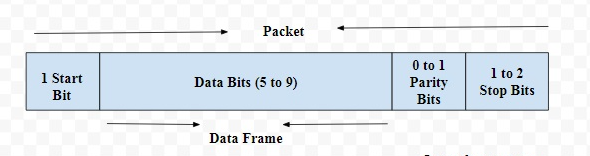 Packet
1 Start
Bit
Data Bits (5 to 9)
0 to 1
Parity
Bits
1 to 2
Stop Bits
Data Frame